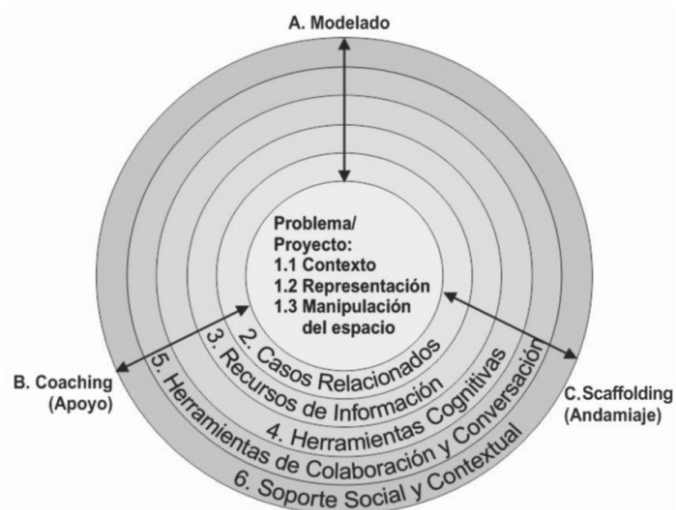 A. Modelado
Problema/
Proyecto:
1.1 Contexto
1.2 Representación
1.3 Manipulación
del espacio
2. Casos Relacionados
3. Recursos de Información
4. Herramientas Cognitivas
5. Herramientas de Colaboración y Conversación
6. Soporte Social y Contextual
B. Coaching
(Apoyo)
C.Scaffolding
(Andamiaje)